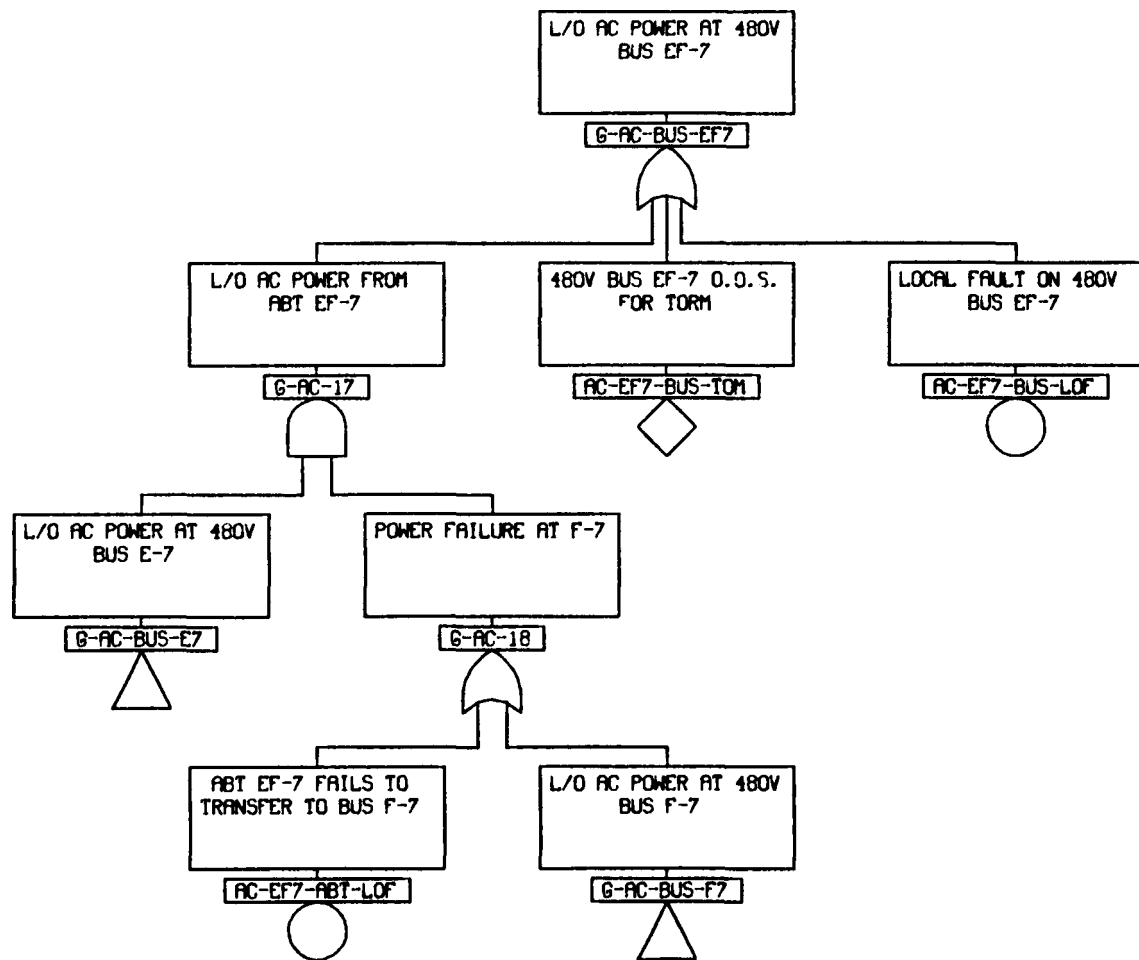 L/O AC POWER AT 480V
BUS EF-7
G-AC-BUS-EF7
L/O AC POWER FROM
ABT EF-7
G-AC-17
480V BUS EF-7 O.O.S.
FOR TORM
AC-EF7-BUS-TOM
LOCAL FAULT ON 480V
BUS EF-7
AC-EF7-BUS-LOF
L/O AC POWER AT 480V
BUS E-7
G-AC-BUS-E7
POWER FAILURE AT F-7
G-AC-18
ABT EF-7 FAILS TO
TRANSFER TO BUS F-7
AC-EF7-ABT-LOF
L/O AC POWER AT 480V
BUS F-7
G-AC-BUS-F7